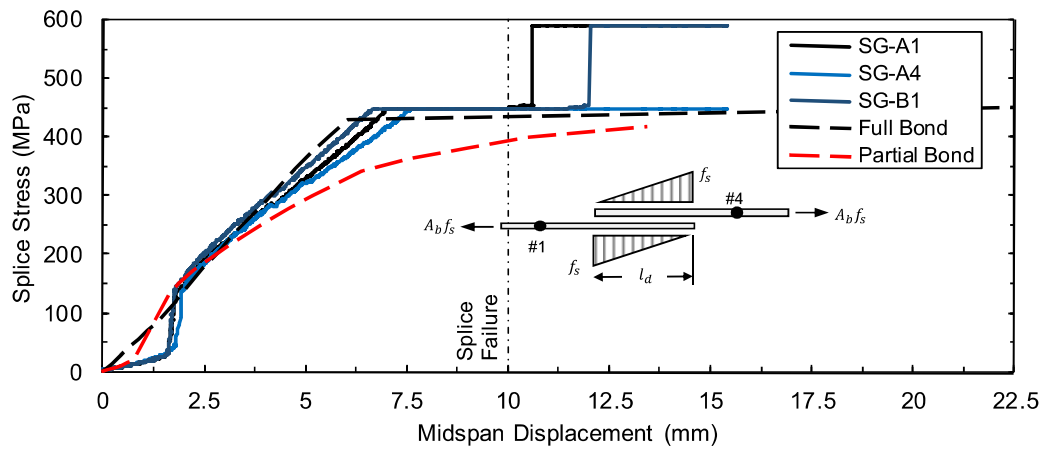 600
500
400
300
200
100
0
Splice Stress (MPa)
SG-A1
SG-A4
SG-B1
Full Bond
Partial Bond
f_s
#4
A_b f_s
A_b f_s
#1
f_s
l_d
Splice
Failure
0
2.5
5
7.5
10
12.5
15
17.5
20
22.5
Midspan Displacement (mm)